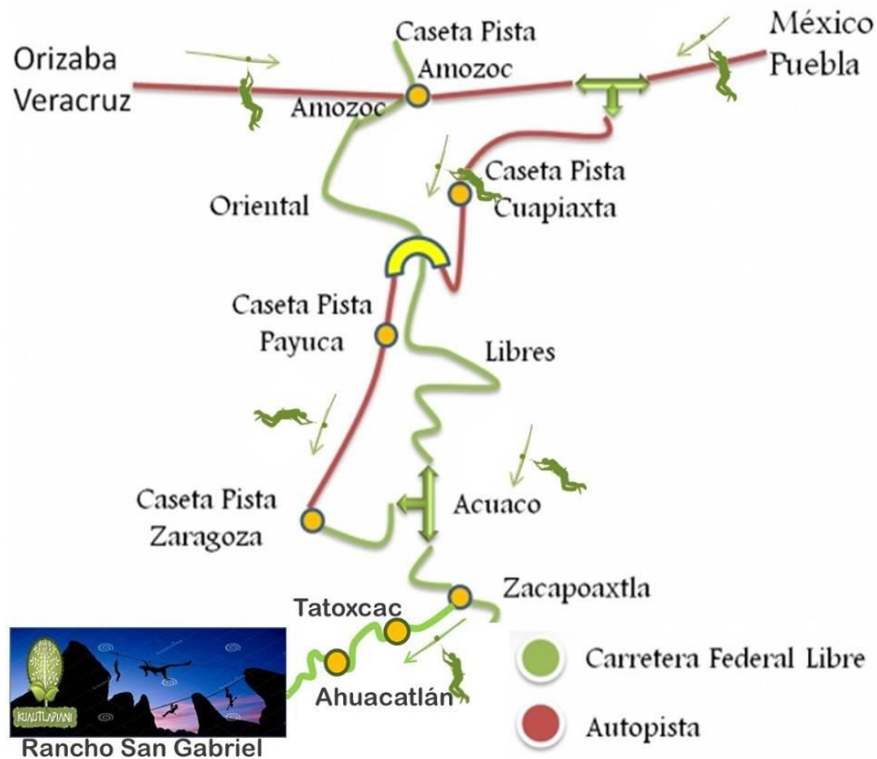 Caseta Pista
Amozoc
México
Puebla
Orizaba
Veracruz
Amozoc
Caseta Pista
Cuapiaxta
Oriental
Caseta Pista
Payuca
Libres
Caseta Pista
Zaragoza
Acuaco
Zacapoaxtla
Tatoxcac
Ahuacatlán
KUAUTLAPIANI
Rancho San Gabriel
Carretera Federal Libre
Autopista